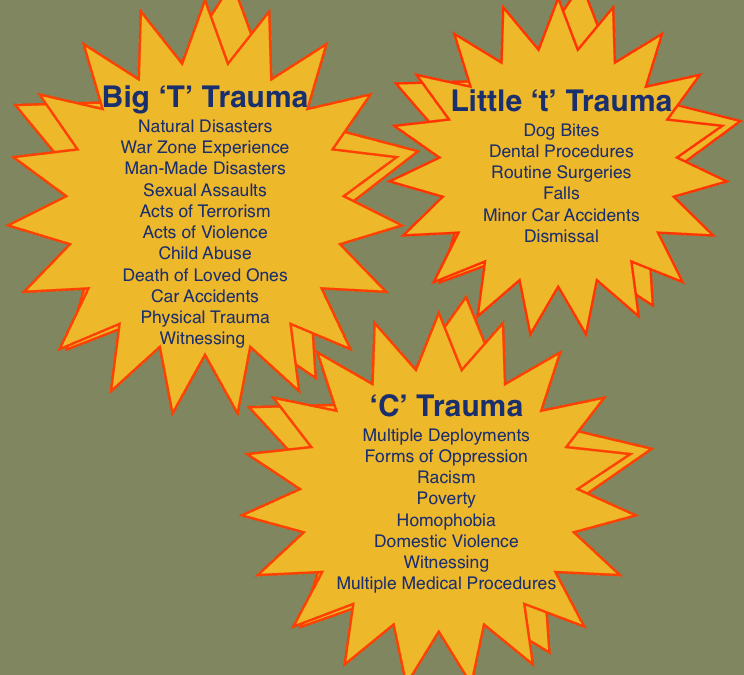 Big ‘T’ Trauma
Natural Disasters
War Zone Experience
Man-Made Disasters
Sexual Assaults
Acts of Terrorism
Acts of Violence
Child Abuse
Death of Loved Ones
Car Accidents
Physical Trauma
Witnessing
Little ‘t’ Trauma
Dog Bites
Dental Procedures
Routine Surgeries
Falls
Minor Car Accidents
Dismissal
‘C’ Trauma
Multiple Deployments
Forms of Oppression
Racism
Poverty
Homophobia
Domestic Violence
Witnessing
Multiple Medical Procedures